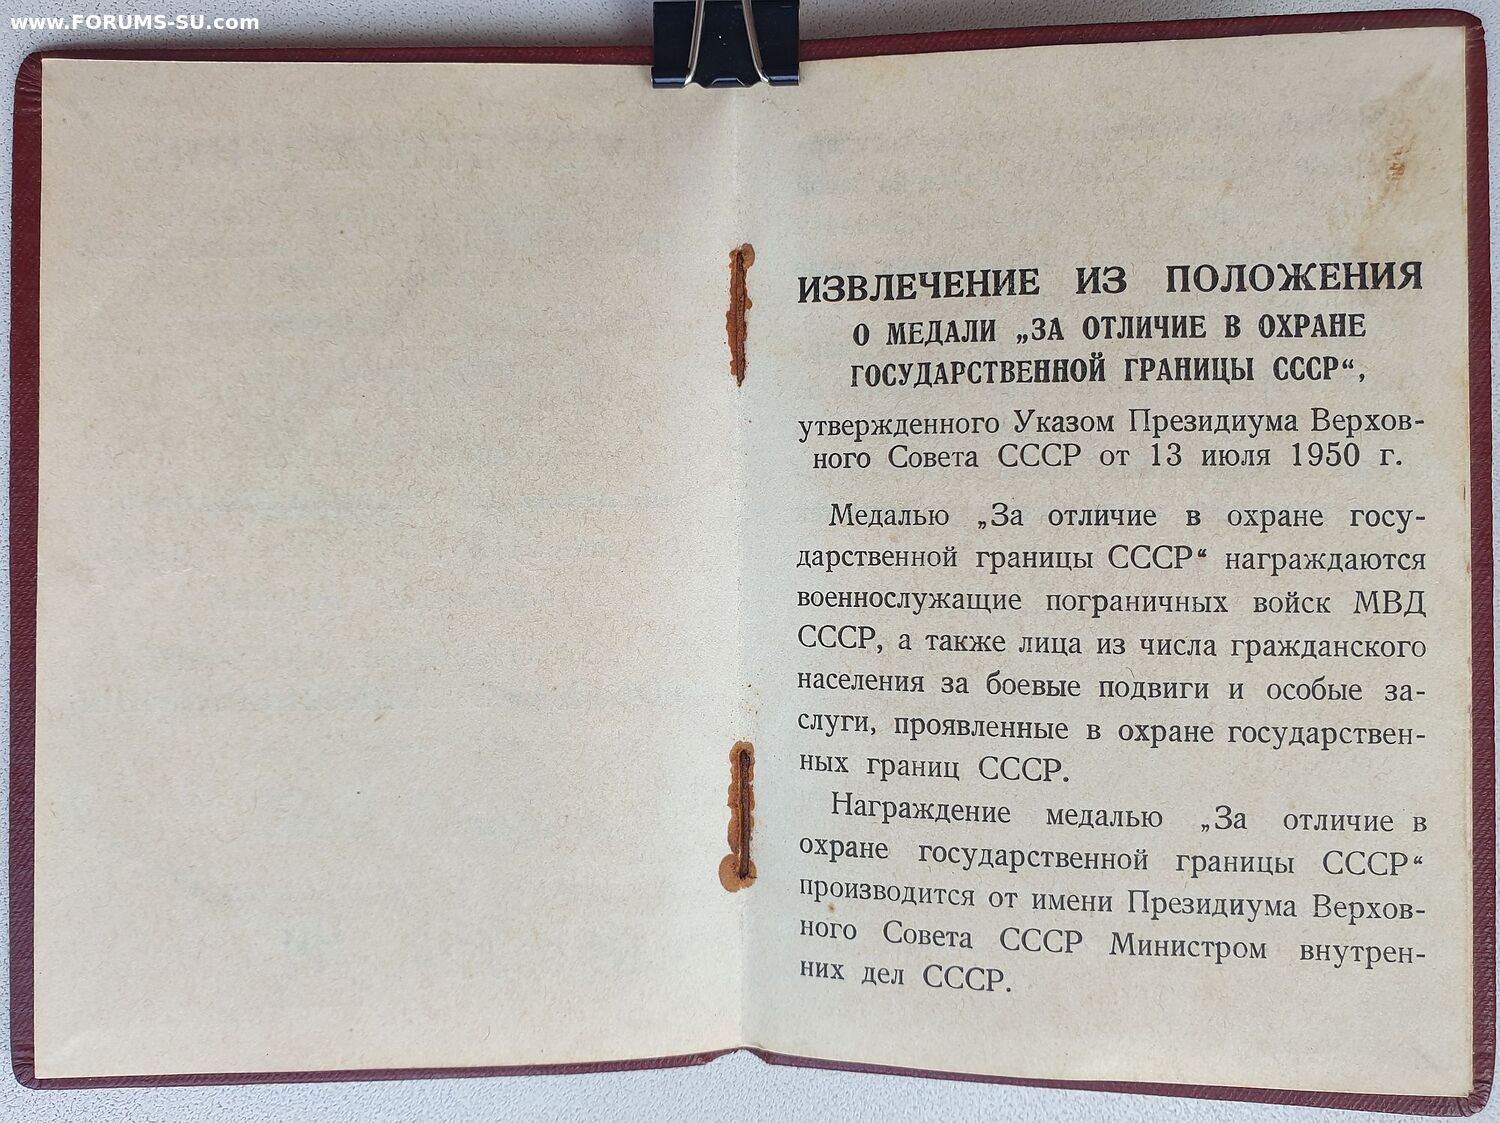 www.FORUMS-SU.com
ИЗВЛЕЧЕНИЕ ИЗ ПОЛОЖЕНИЯ
О МЕДАЛИ „ЗА ОТЛИЧИЕ В ОХРАНЕ
ГОСУДАРСТВЕННОЙ ГРАНИЦЫ СССР“,
утвержденного Указом Президиума Верхов-
ного Совета СССР от 13 июля 1950 г.
Медалью „За отличие в охране госу-
дарственной границы СССР“ награждаются
военнослужащие пограничных войск МВД
СССР, а также лица из числа гражданского
населения за боевые подвиги и особые за-
слуги, проявленные в охране государствен-
ных границ СССР.
Награждение медалью „За отличие в
охране государственной границы СССР“
производится от имени Президиума Верхов-
ного Совета СССР Министром внутрен-
них дел СССР.